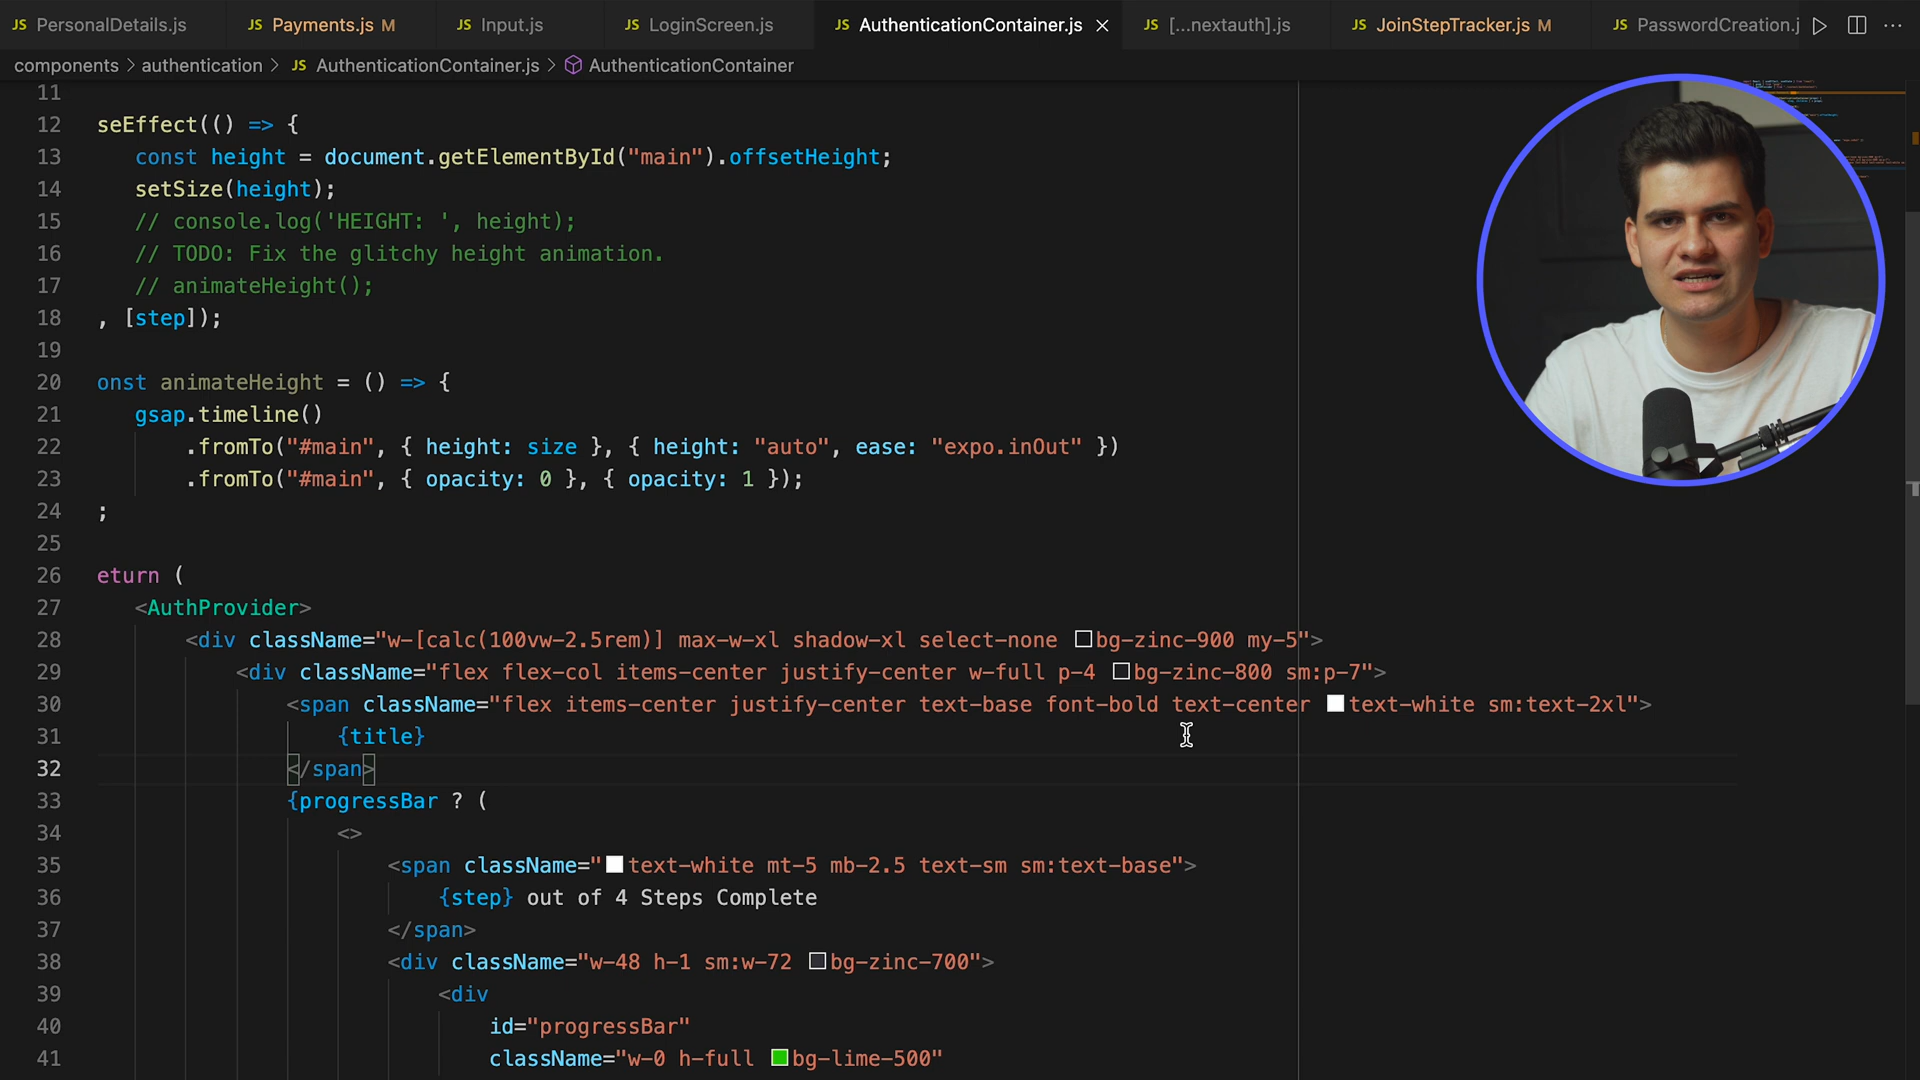 JS PersonalDetails.js JS Payments.js M JS Input.js JS LoginScreen.js JS AuthenticationContainer.js JS [...nextauth].js JS JoinStepTracker.js M JS PasswordCreation.j
components > authentication > JS AuthenticationContainer.js > AuthenticationContainer
11
12 seEffect(() => {
13 const height = document.getElementById("main").offsetHeight;
14 setSize(height);
15 // console.log('HEIGHT: ', height);
16 // TODO: Fix the glitchy height animation.
17 // animateHeight();
18 , [step]);
19
20 onst animateHeight = () => {
21 gsap.timeline()
22 .fromTo("#main", { height: size }, { height: "auto", ease: "expo.inOut" })
23 .fromTo("#main", { opacity: 0 }, { opacity: 1 });
24 ;
25
26 eturn (
27 <AuthProvider>
28 <div className="w-[calc(100vw-2.5rem)] max-w-xl shadow-xl select-none bg-zinc-900 my-5">
29 <div className="flex flex-col items-center justify-center w-full p-4 bg-zinc-800 sm:p-7">
30 <span className="flex items-center justify-center text-base font-bold text-center text-white sm:text-2xl">
31 {title}
32 </span>
33 {progressBar ? (
34 <>
35 <span className="text-white mt-5 mb-2.5 text-sm sm:text-base">
36 {step} out of 4 Steps Complete
37 </span>
38 <div className="w-48 h-1 sm:w-72 bg-zinc-700">
39 <div
40 id="progressBar"
41 className="w-0 h-full bg-lime-500"